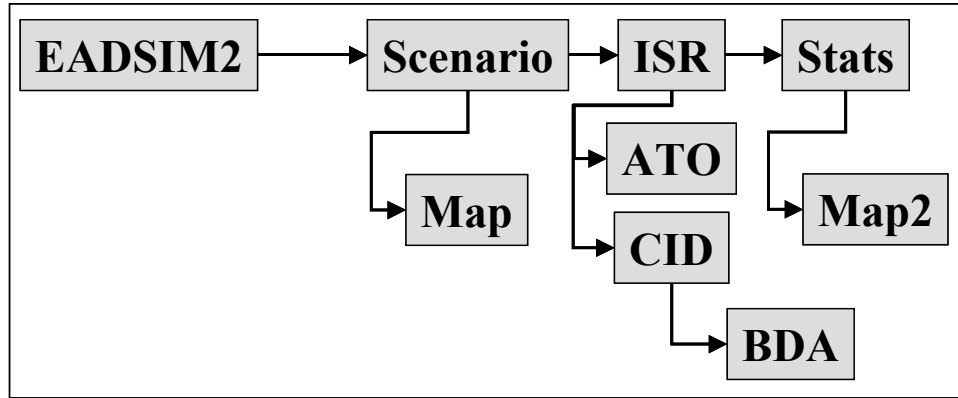 EADSIM2
Scenario
ISR
Stats
ATO
Map
Map2
CID
BDA